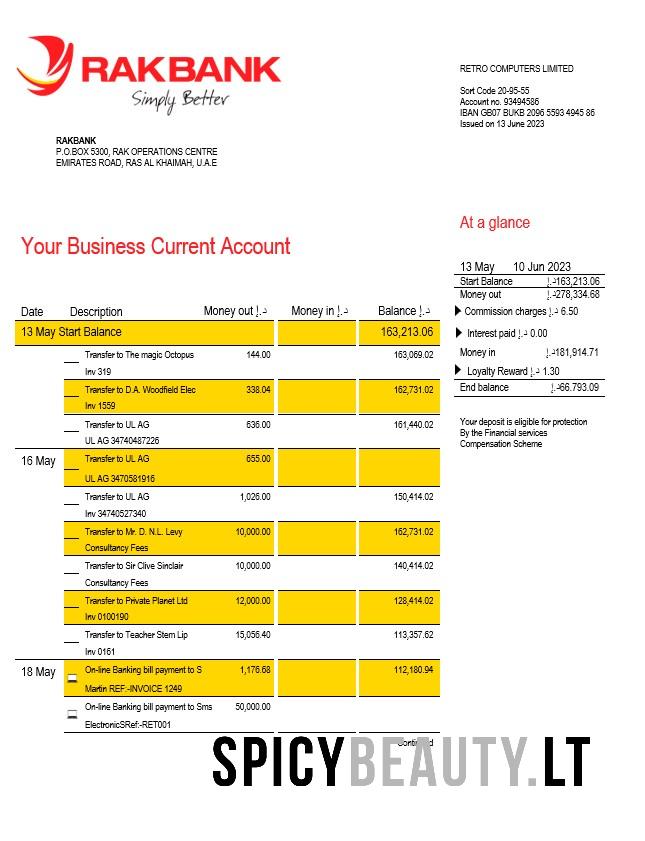 RAKBANK
Simply Better
RETRO COMPUTERS LIMITED
Sort Code 20-95-55
Account no. 93494586
IBAN GB07 BUKB 2096 5593 4945 86
Issued on 13 June 2023
RAKBANK
P.O.BOX 5300, RAK OPERATIONS CENTRE
EMIRATES ROAD, RAS AL KHAIMAH, U.A.E
At a glance
13 May 10 Jun 2023
Start Balance د.إ163,213.06
Money out د.إ278,334.68
Commission charges د.إ 6.50
Interest paid د.إ 0.00
Money in د.إ181,914.71
Loyalty Reward د.إ 1.30
End balance د.إ66.793.09
Your deposit is eligible for protection
By the Financial services
Compensation Scheme
Your Business Current Account
Date Description Money out د.إ Money in د.إ Balance د.إ
13 May Start Balance 163,213.06
Transfer to The magic Octopus 144.00 163,069.02
Inv 319
Transfer to D.A. Woodfield Elec 338.04 162,731.02
Inv 1559
Transfer to UL AG 636.00 161,440.02
UL AG 34740487226
16 May Transfer to UL AG 655.00
UL AG 3470581916
Transfer to UL AG 1,026.00 150,414.02
Inv 34740527340
Transfer to Mr. D. N.L. Levy 10,000.00 162,731.02
Consultancy Fees
Transfer to Sir Clive Sinclair 10,000.00 140,414.02
Consultancy Fees
Transfer to Private Planet Ltd 12,000.00 128,414.02
Inv 0100190
Transfer to Teacher Stem Lip 15,056.40 113,357.62
Inv 0161
18 May On-line Banking bill payment to S 1,176.68 112,180.94
Martin REF:-INVOICE 1249
On-line Banking bill payment to Sms 50,000.00
ElectronicSRef:-RET001
Continued
SPICYBEAUTY.LT